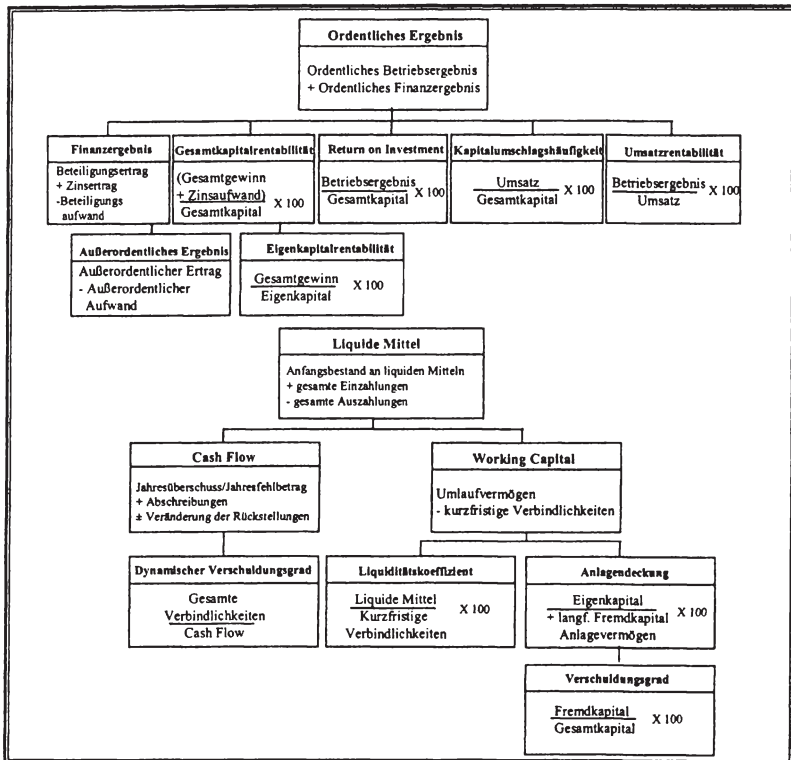 Ordentliches Ergebnis
Ordentliches Betriebsergebnis
+ Ordentliches Finanzergebnis
Finanzergebnis
Beteiligungsertrag
+ Zinsertrag
-Beteiligungs
aufwand
Gesamtkapitalrentabilität
(Gesamtgewinn
+ Zinsaufwand)
Gesamtkapital X 100
Return on Investment
Betriebsergebnis
Gesamtkapital X 100
Kapitalumschlagshäufigkeit
Umsatz
Gesamtkapital X 100
Umsatzrentabilität
Betriebsergebnis
Umsatz X 100
Außerordentliches Ergebnis
Außerordentlicher Ertrag
- Außerordentlicher
Aufwand
Eigenkapitalrentabilität
Gesamtgewinn
Eigenkapital X 100
Liquide Mittel
Anfangsbestand an liquiden Mitteln
+ gesamte Einzahlungen
- gesamte Auszahlungen
Cash Flow
Jahresüberschuss/Jahresfehlbetrag
+ Abschreibungen
± Veränderung der Rückstellungen
Working Capital
Umlaufvermögen
- kurzfristige Verbindlichkeiten
Dynamischer Verschuldungsgrad
Gesamte
Verbindlichkeiten
Cash Flow
Liquiditätskoeffizient
Liquide Mittel
Kurzfristige X 100
Verbindlichkeiten
Anlagendeckung
Eigenkapital
+ langf. Fremdkapital X 100
Anlagevermögen
Verschuldungsgrad
Fremdkapital
Gesamtkapital X 100